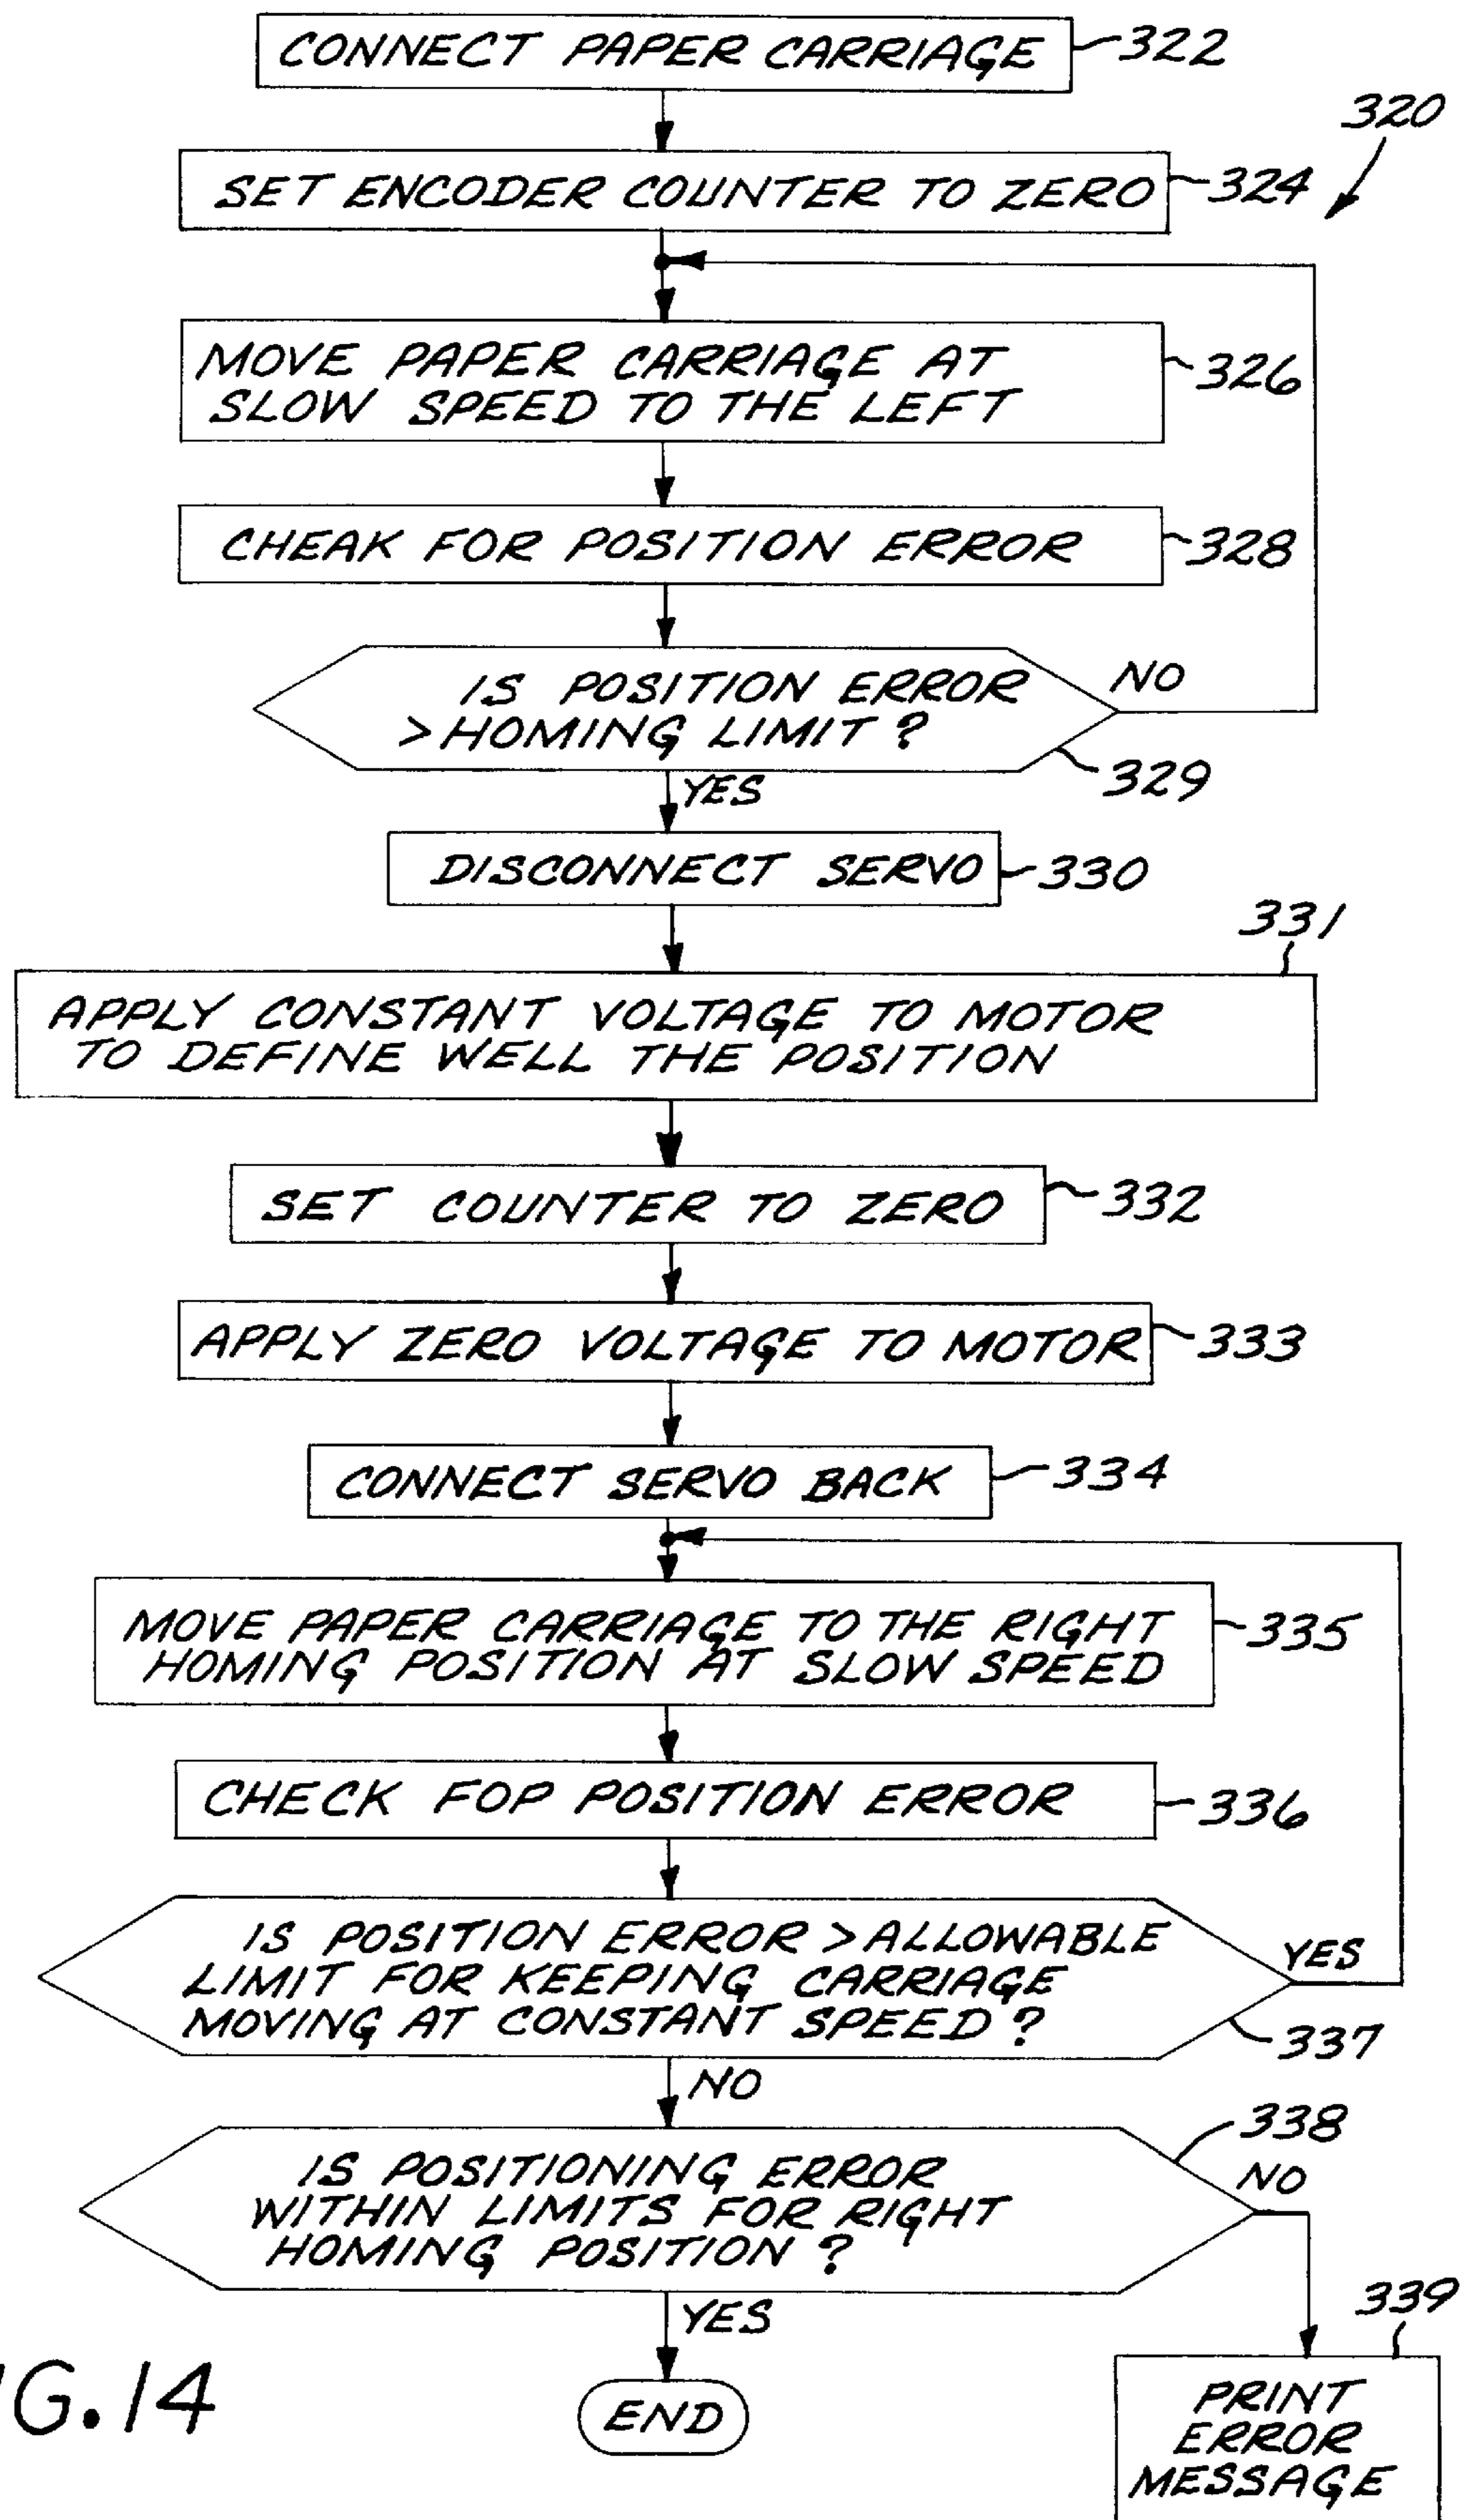 CONNECT PAPER CARRIAGE
322
320
SET ENCODER COUNTER TO ZERO
324
MOVE PAPER CARRIAGE AT
SLOW SPEED TO THE LEFT
326
CHEAK FOR POSITION ERROR
328
IS POSITION ERROR
>HOMING LIMIT?
NO
329
YES
DISCONNECT SERVO
330
331
APPLY CONSTANT VOLTAGE TO MOTOR
TO DEFINE WELL THE POSITION
SET COUNTER TO ZERO
332
APPLY ZERO VOLTAGE TO MOTOR
333
CONNECT SERVO BACK
334
MOVE PAPER CARRIAGE TO THE RIGHT
HOMING POSITION AT SLOW SPEED
335
CHECK FOP POSITION ERROR
336
IS POSITION ERROR >ALLOWABLE
LIMIT FOR KEEPING CARRIAGE
MOVING AT CONSTANT SPEED?
YES
337
NO
338
IS POSITIONING ERROR
WITHIN LIMITS FOR RIGHT
HOMING POSITION?
NO
YES
339
END
PRINT
ERROR
MESSAGE
G.14